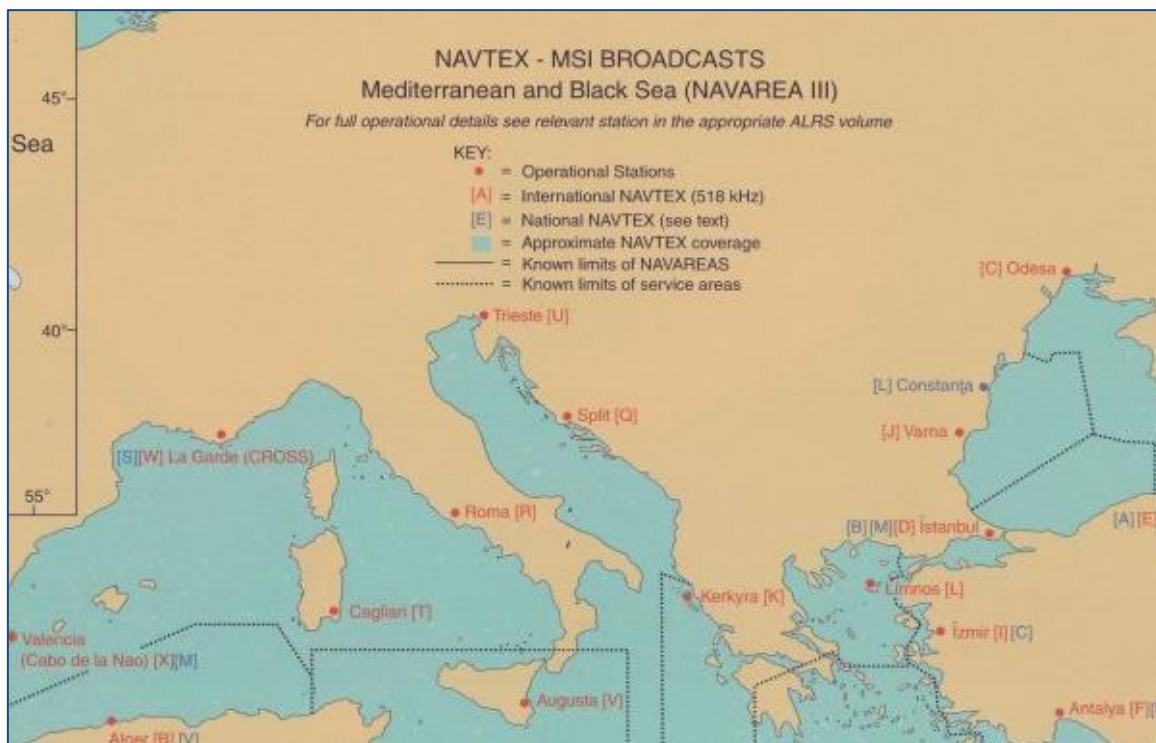 NAVTEX - MSI BROADCASTS
Mediterranean and Black Sea (NAVAREA III)
For full operational details see relevant station in the appropriate ALRS volume
45°
Sea
KEY:
= Operational Stations
[A] = International NAVTEX (518 kHz)
[E] = National NAVTEX (see text)
= Approximate NAVTEX coverage
= Known limits of NAVAREAS
= Known limits of service areas
[C] Odesa
40°
Trieste [U]
[L] Constanţa
Split [Q]
[J] Varna
[S][W] La Garde (CROSS)
55°
Roma [R]
[A] [E]
[B] [M][D] İstanbul
Limnos [L]
Kerkyra [K]
Cagliari [T]
İzmir [I] [C]
Valencia
(Cabo de la Nao) [X][M]
Augusta [V]
Antalya [F]
Alger [B] [V]